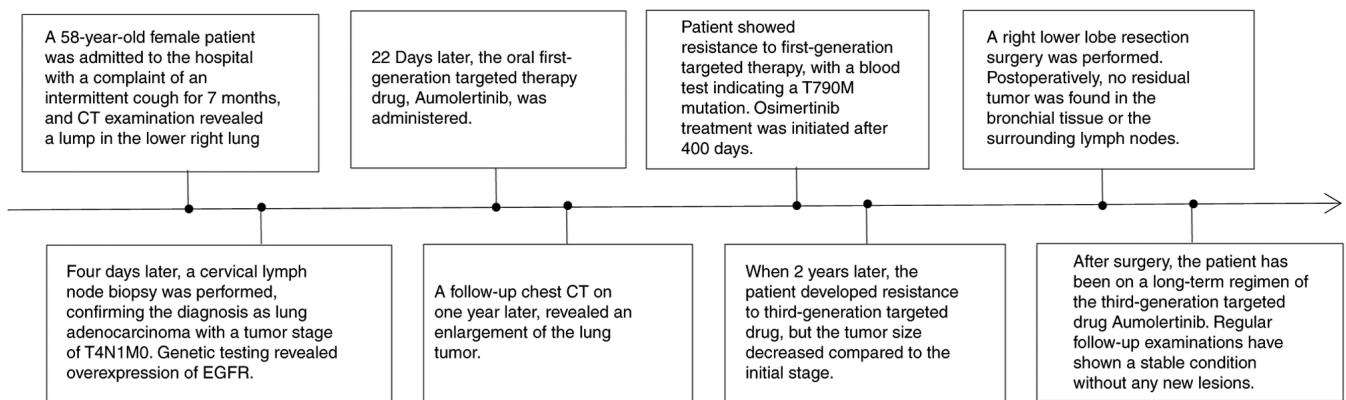 A 58-year-old female patient
was admitted to the hospital
with a complaint of an
intermittent cough for 7 months,
and CT examination revealed
a lump in the lower right lung
Four days later, a cervical lymph
node biopsy was performed,
confirming the diagnosis as lung
adenocarcinoma with a tumor stage
of T4N1M0. Genetic testing revealed
overexpression of EGFR.
22 Days later, the oral first-
generation targeted therapy
drug, Aumolertinib, was
administered.
A follow-up chest CT on
one year later, revealed an
enlargement of the lung
tumor.
Patient showed
resistance to first-generation
targeted therapy, with a blood
test indicating a T790M
mutation. Osimertinib
treatment was initiated after
400 days.
When 2 years later, the
patient developed resistance
to third-generation targeted
drug, but the tumor size
decreased compared to the
initial stage.
A right lower lobe resection
surgery was performed.
Postoperatively, no residual
tumor was found in the
bronchial tissue or the
surrounding lymph nodes.
After surgery, the patient has
been on a long-term regimen of
the third-generation targeted
drug Aumolertinib. Regular
follow-up examinations have
shown a stable condition
without any new lesions.